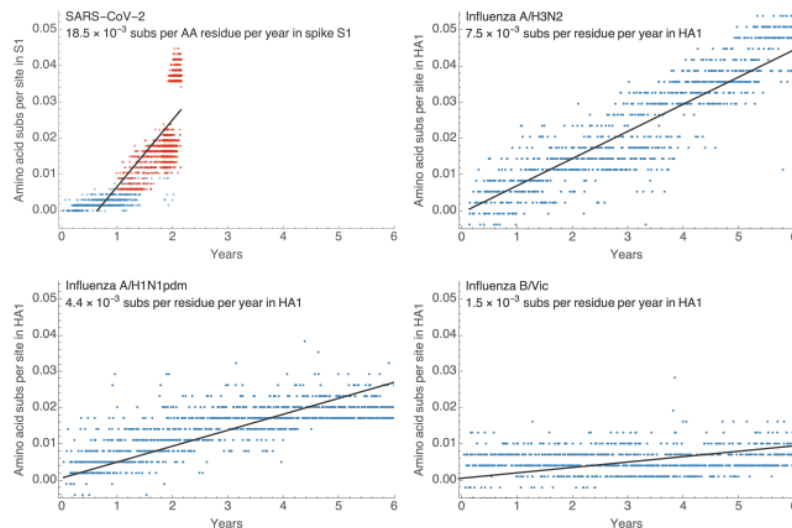 SARS-CoV-2
18.5 × 10⁻³ subs per AA residue per year in spike S1
Amino acid subs per site in S1
0.05
0.04
0.03
0.02
0.01
0.00
0 1 2 3 4 5 6
Years
Influenza A/H3N2
7.5 × 10⁻³ subs per residue per year in HA1
Amino acid subs per site in HA1
0.05
0.04
0.03
0.02
0.01
0.00
0 1 2 3 4 5 6
Years
Influenza A/H1N1pdm
4.4 × 10⁻³ subs per residue per year in HA1
Amino acid subs per site in HA1
0.05
0.04
0.03
0.02
0.01
0.00
0 1 2 3 4 5 6
Years
Influenza B/Vic
1.5 × 10⁻³ subs per residue per year in HA1
Amino acid subs per site in HA1
0.05
0.04
0.03
0.02
0.01
0.00
0 1 2 3 4 5 6
Years